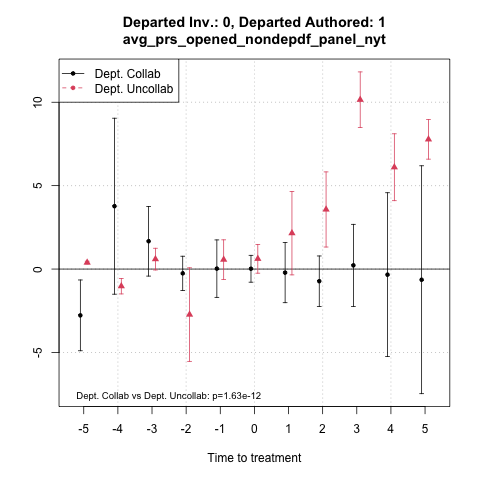 Departed Inv.: 0, Departed Authored: 1
avg_prs_opened_nondepdf_panel_nyt
Dept. Collab
Dept. Uncollab
10
5
0
-5
Dept. Collab vs Dept. Uncollab: p=1.63e-12
-5 -4 -3 -2 -1 0 1 2 3 4 5
Time to treatment